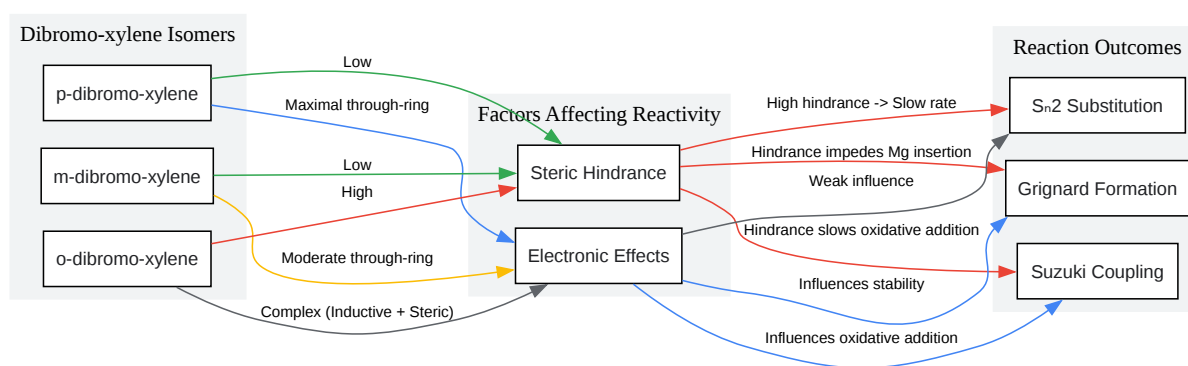 Dibromo-xylene Isomers
p-dibromo-xylene
m-dibromo-xylene
o-dibromo-xylene
Low
Maximal through-ring
Low
High
Moderate through-ring
Complex (Inductive + Steric)
Factors Affecting Reactivity
Steric Hindrance
Electronic Effects
High hindrance -> Slow rate
Hindrance impedes Mg insertion
Weak influence
Hindrance slows oxidative addition
Influences stability
Influences oxidative addition
Reaction Outcomes
Sₙ2 Substitution
Grignard Formation
Suzuki Coupling